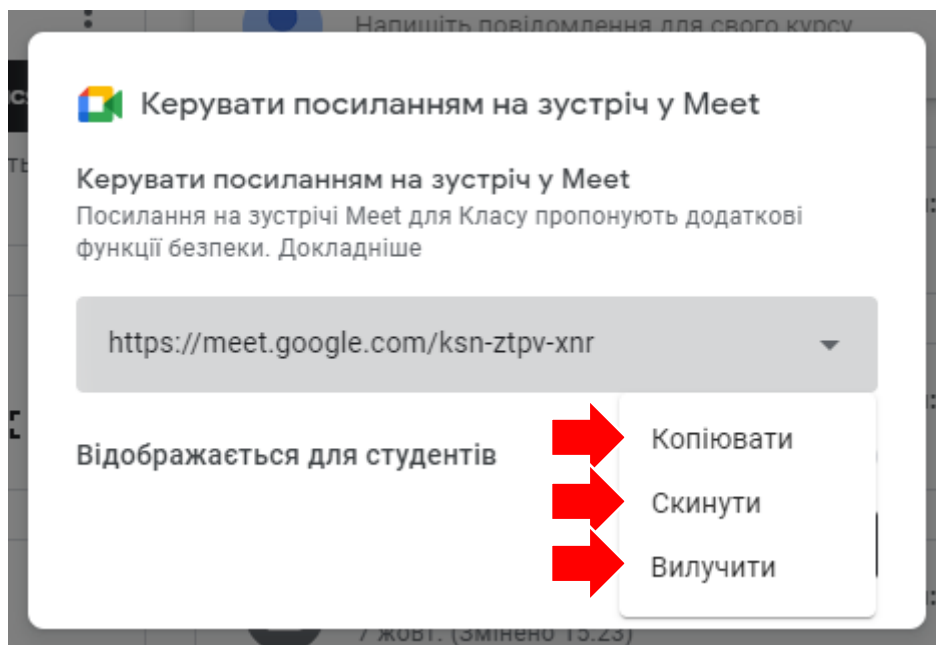 Напишіть повідомлення для свого курсу
Керувати посиланням на зустріч у Meet
Керувати посиланням на зустріч у Meet
Посилання на зустрічі Meet для Класу пропонують додаткові
функції безпеки. Докладніше
https://meet.google.com/ksn-ztpv-xnr
Відображається для студентів
Копіювати
Скинути
Вилучити
7 жовт. (Змінено 15:23)